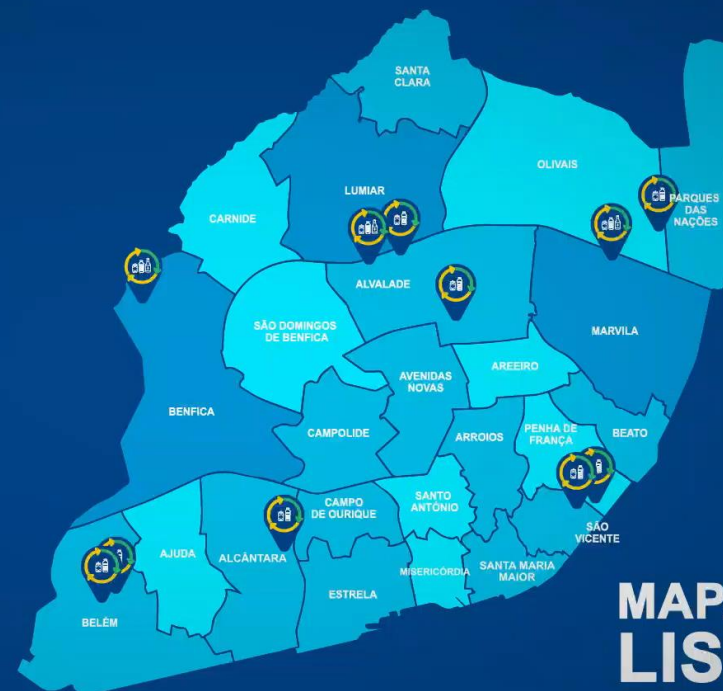 SANTA
CLARA
OLIVAIS
LUMIAR
PARQUES
DAS
NAÇÕES
CARNIDE
ALVALADE
SÃO DOMINGOS
DE BENFICA
MARVILA
AREEIRO
AVENIDAS
NOVAS
BENFICA
CAMPOLIDE
ARROIOS
PENHA DE
FRANÇA
BEATO
CAMPO
DE OURIQUE
SANTO
ANTÓNIO
SÃO
VICENTE
AJUDA
ALCÂNTARA
MISERICÓRDIA
SANTA MARIA
MAIOR
ESTRELA
BELÉM
MAP
LIS